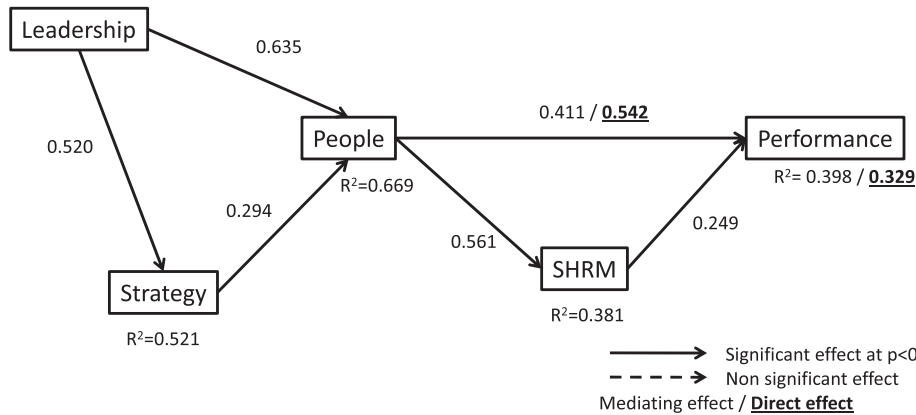 Leadership
0.635
0.411 / 0.542
0.520
People
Performance
R²=0.669
R²= 0.398 / 0.329
0.294
0.561
0.249
SHRM
Strategy
R²=0.381
R²=0.521
Significant effect at p<0
Non significant effect
Mediating effect / Direct effect